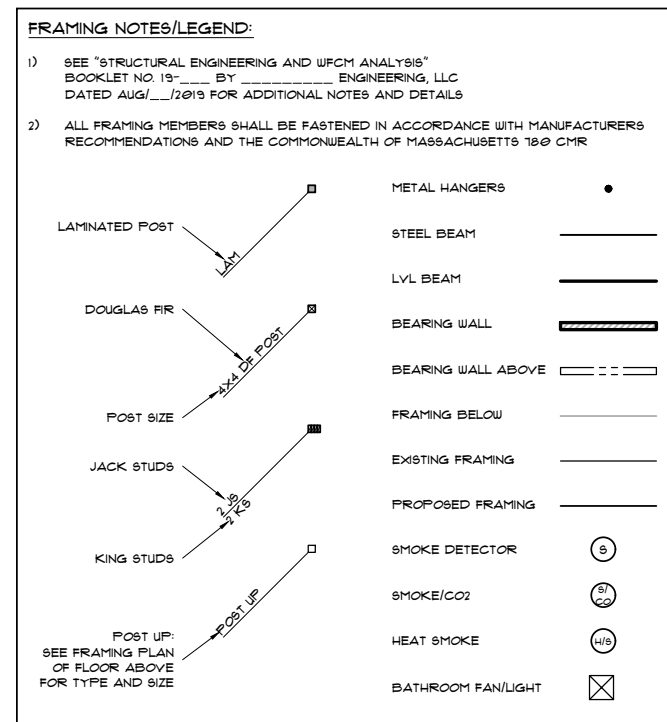 FRAMING NOTES/LEGEND:
1) SEE "STRUCTURAL ENGINEERING AND WFCM ANALYSIS"
BOOKLET NO. 19-___ BY _________ ENGINEERING, LLC
DATED AUG/__/2019 FOR ADDITIONAL NOTES AND DETAILS
2) ALL FRAMING MEMBERS SHALL BE FASTENED IN ACCORDANCE WITH MANUFACTURERS
RECOMMENDATIONS AND THE COMMONWEALTH OF MASSACHUSETTS 780 CMR
LAMINATED POST
LAM
DOUGLAS FIR
4X4 DF POST
POST SIZE
JACK STUDS
2 JS
2 KS
KING STUDS
POST UP
POST UP:
SEE FRAMING PLAN
OF FLOOR ABOVE
FOR TYPE AND SIZE
METAL HANGERS
STEEL BEAM
LVL BEAM
BEARING WALL
BEARING WALL ABOVE
FRAMING BELOW
EXISTING FRAMING
PROPOSED FRAMING
SMOKE DETECTOR
S
SMOKE/CO2
S/
CO
HEAT SMOKE
H/S
BATHROOM FAN/LIGHT